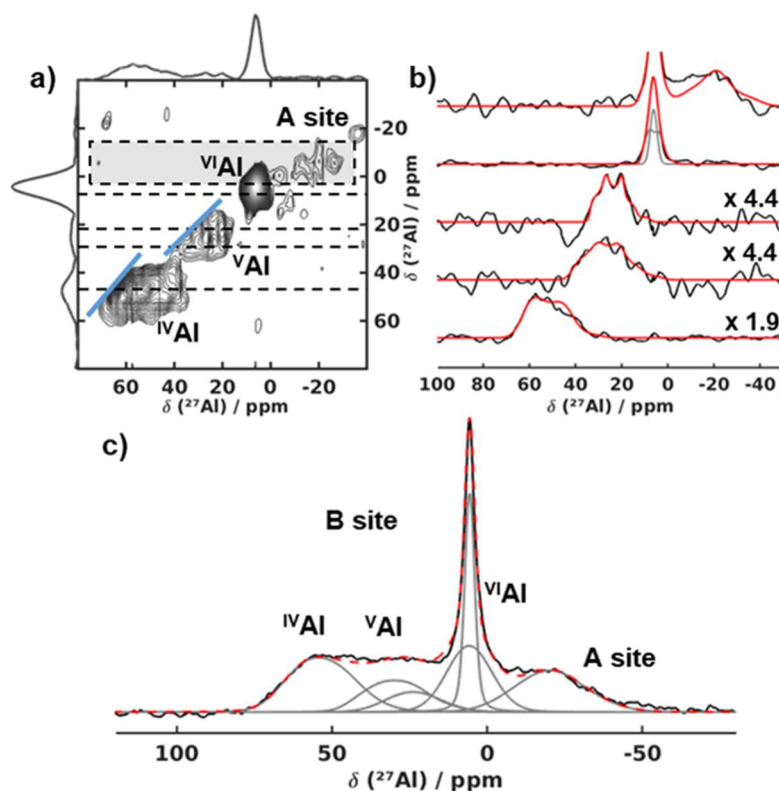 a)
A site
VIAl
VAl
IVAl
-20
0
20
40
60
60 40 20 0 -20
δ (27Al) / ppm
δ (27Al) / ppm
b)
x 4.4
x 4.4
x 1.9
100 80 60 40 20 0 -20 -40
δ (27Al) / ppm
c)
B site
VIAl
IVAl
VAl
A site
100 50 0 -50
δ (27Al) / ppm